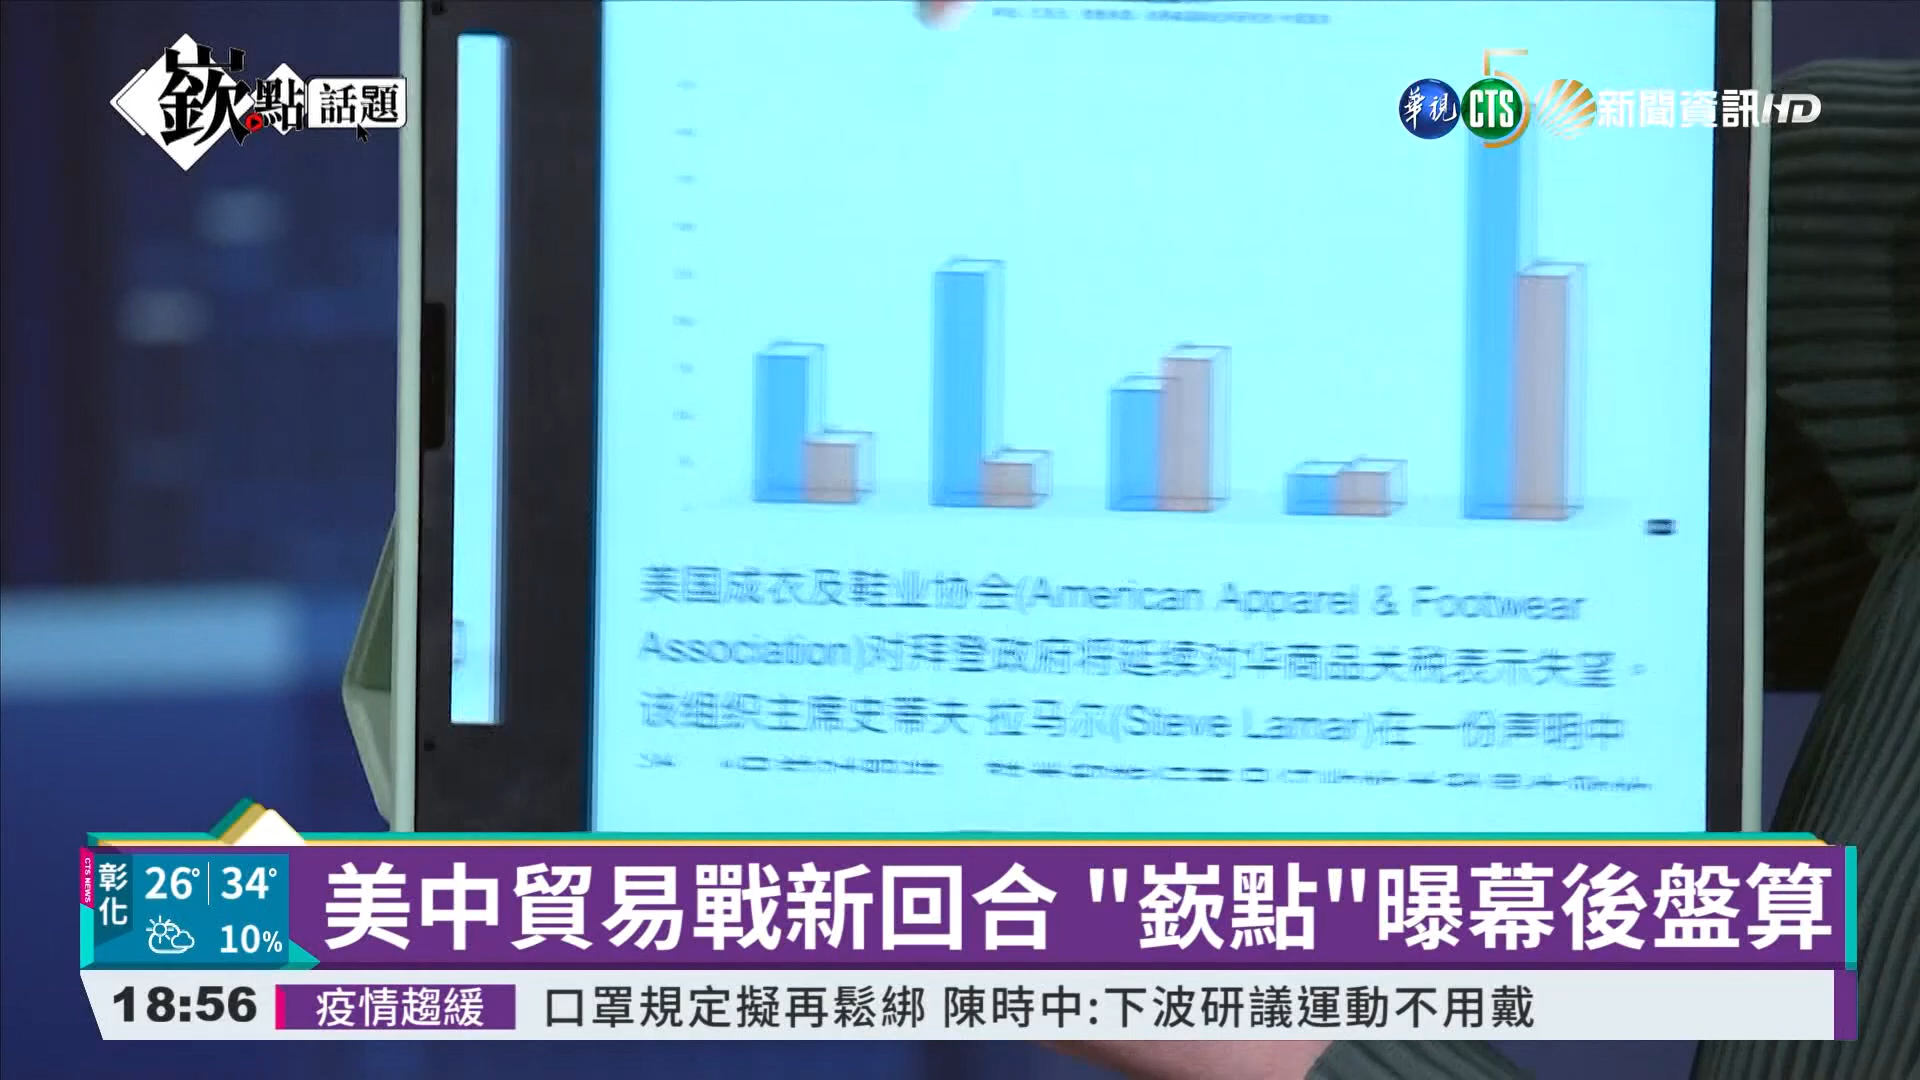 嶔點話題
華視 CTS 新聞資訊HD
美国成衣及鞋业协会(American Apparel & Footwear
Association)对拜登政府将延续对华商品关税表示失望。
该组织主席史蒂夫·拉马尔(Steve Lamar)在一份声明中
CTS NEWS
彰化
26° 34°
10%
美中貿易戰新回合 "嶔點"曝幕後盤算
18:56
疫情趨緩
口罩規定擬再鬆綁 陳時中:下波研議運動不用戴